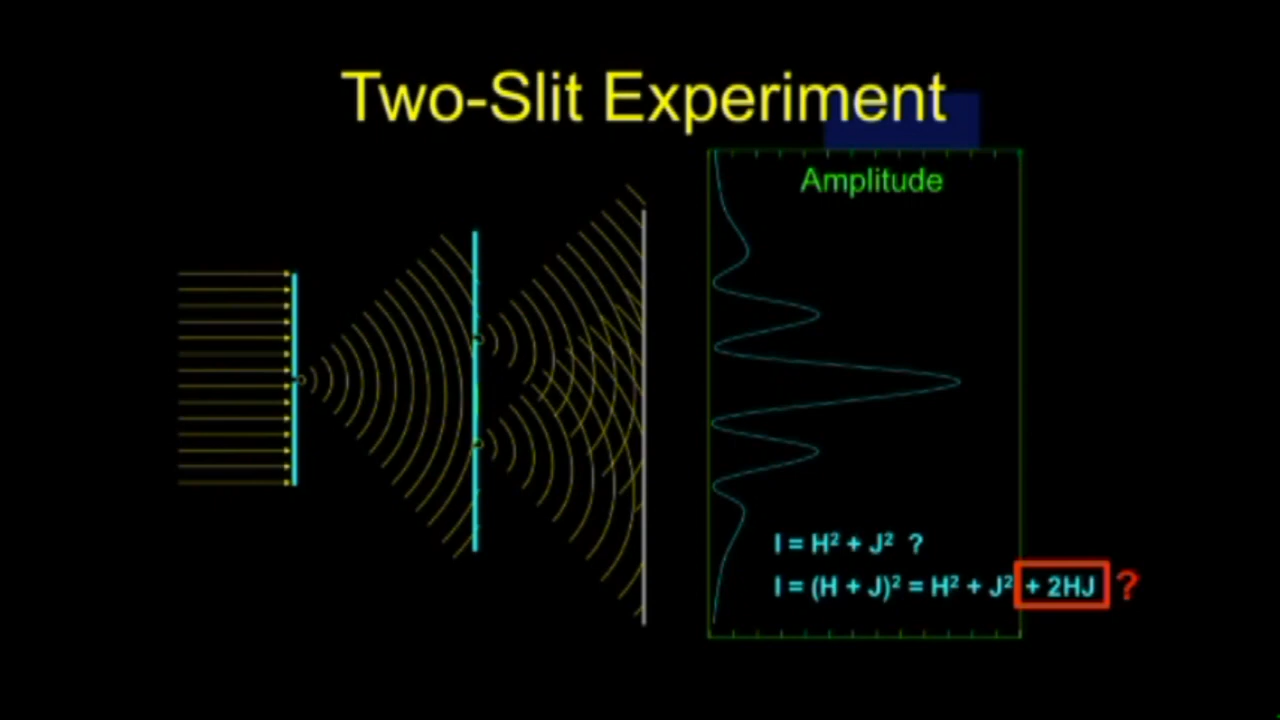 Two-Slit Experiment
Amplitude
I = H² + J² ?
I = (H + J)² = H² + J² + 2HJ ?